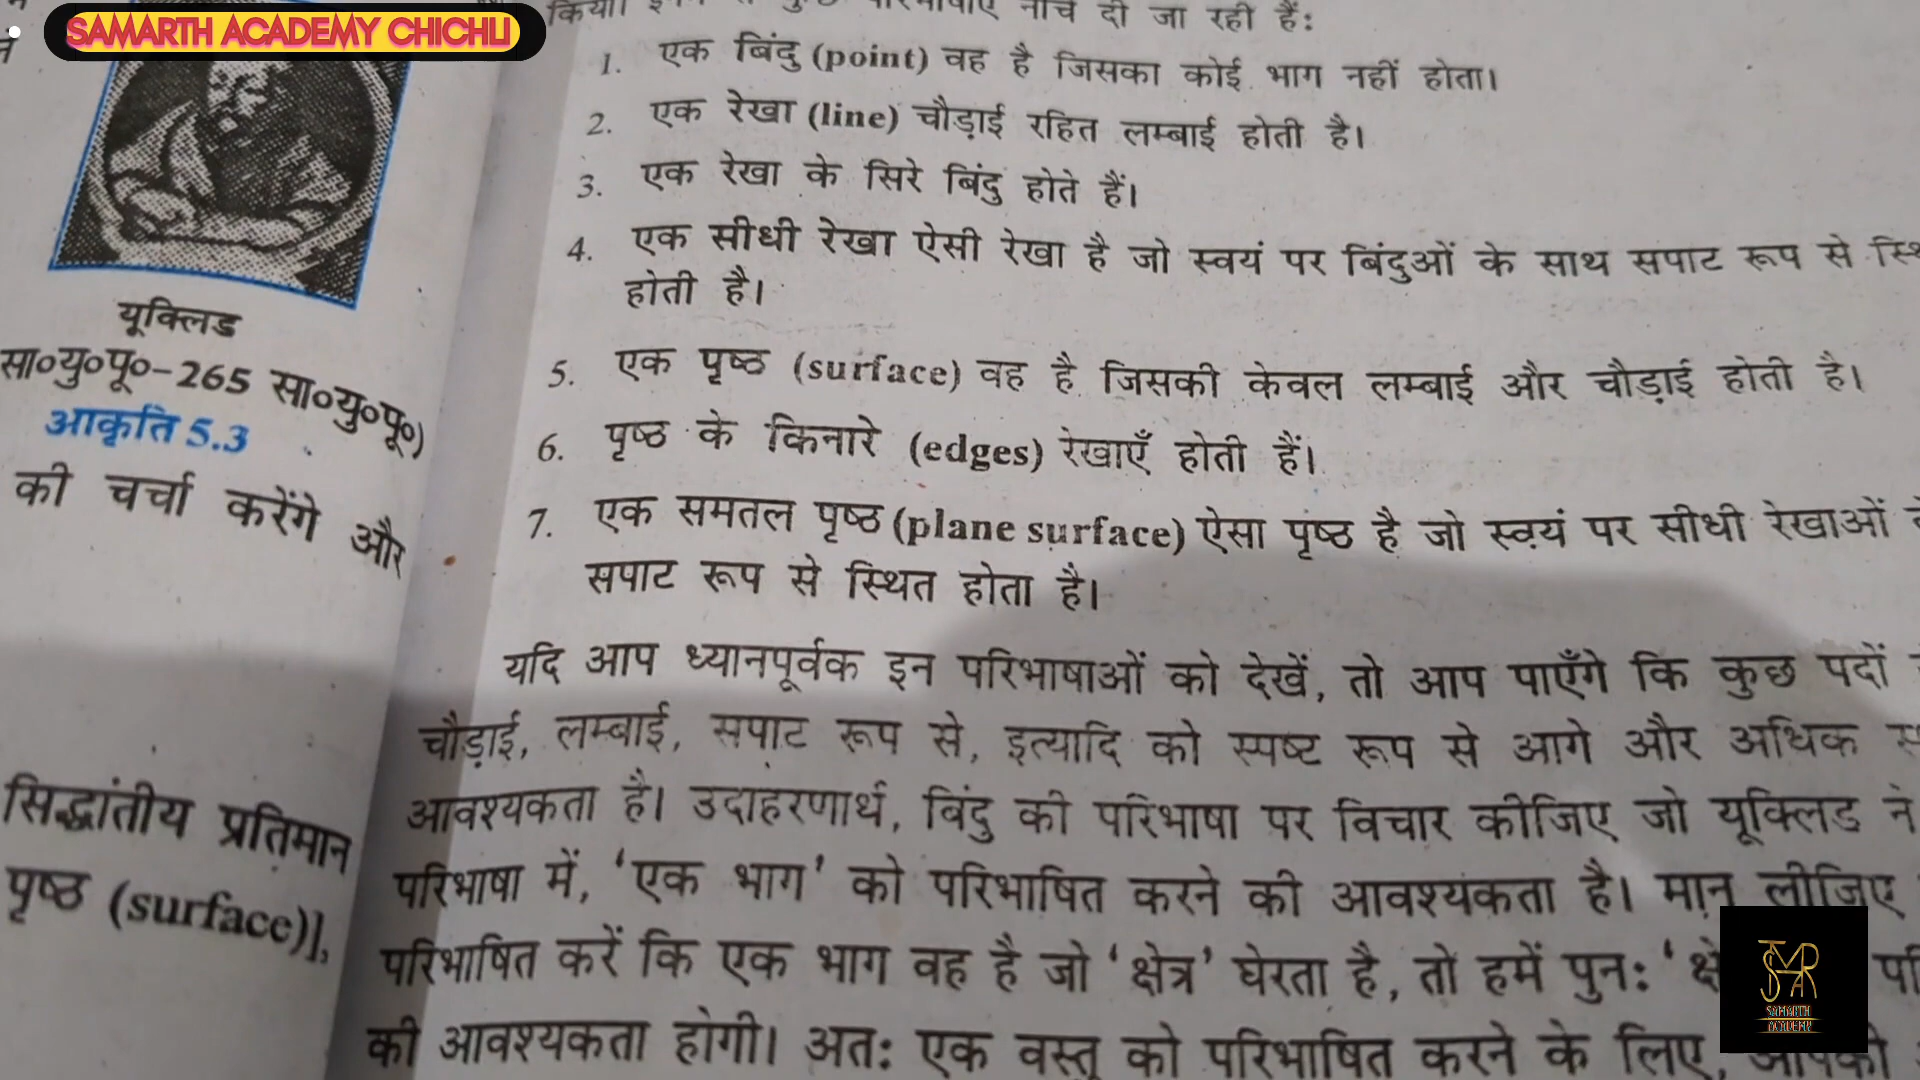 SAMARTH ACADEMY CHICHLI
नीचे दी जा रही हैं:
1. एक बिंदु (point) वह है जिसका कोई भाग नहीं होता।
2. एक रेखा (line) चौड़ाई रहित लम्बाई होती है।
3. एक रेखा के सिरे बिंदु होते हैं।
4. एक सीधी रेखा ऐसी रेखा है जो स्वयं पर बिंदुओं के साथ सपाट रूप से
होती है।
5. एक पृष्ठ (surface) वह है जिसकी केवल लम्बाई और चौड़ाई होती है।
6. पृष्ठ के किनारे (edges) रेखाएँ होती हैं।
7. एक समतल पृष्ठ (plane surface) ऐसा पृष्ठ है जो स्वयं पर सीधी रेखाओं
सपाट रूप से स्थित होता है।
यदि आप ध्यानपूर्वक इन परिभाषाओं को देखें, तो आप पाएँगे कि कुछ पदों
चौड़ाई, लम्बाई, सपाट रूप से, इत्यादि को स्पष्ट रूप से आगे और अधिक
आवश्यकता है। उदाहरणार्थ, बिंदु की परिभाषा पर विचार कीजिए जो यूक्लिड ने
परिभाषा में, ‘एक भाग’ को परिभाषित करने की आवश्यकता है। मान लीजिए
परिभाषित करें कि एक भाग वह है जो ‘क्षेत्र’ घेरता है, तो हमें पुन:
की आवश्यकता होगी। अत: एक वस्तु को परिभाषित करने के लिए,
यूक्लिड
सा०यु०पू०–265 सा०यु०पू०)
आकृति 5.3
की चर्चा करेंगे और
सिद्धांतीय प्रतिमान
पृष्ठ (surface)],
SAMARTH
ACADEMY